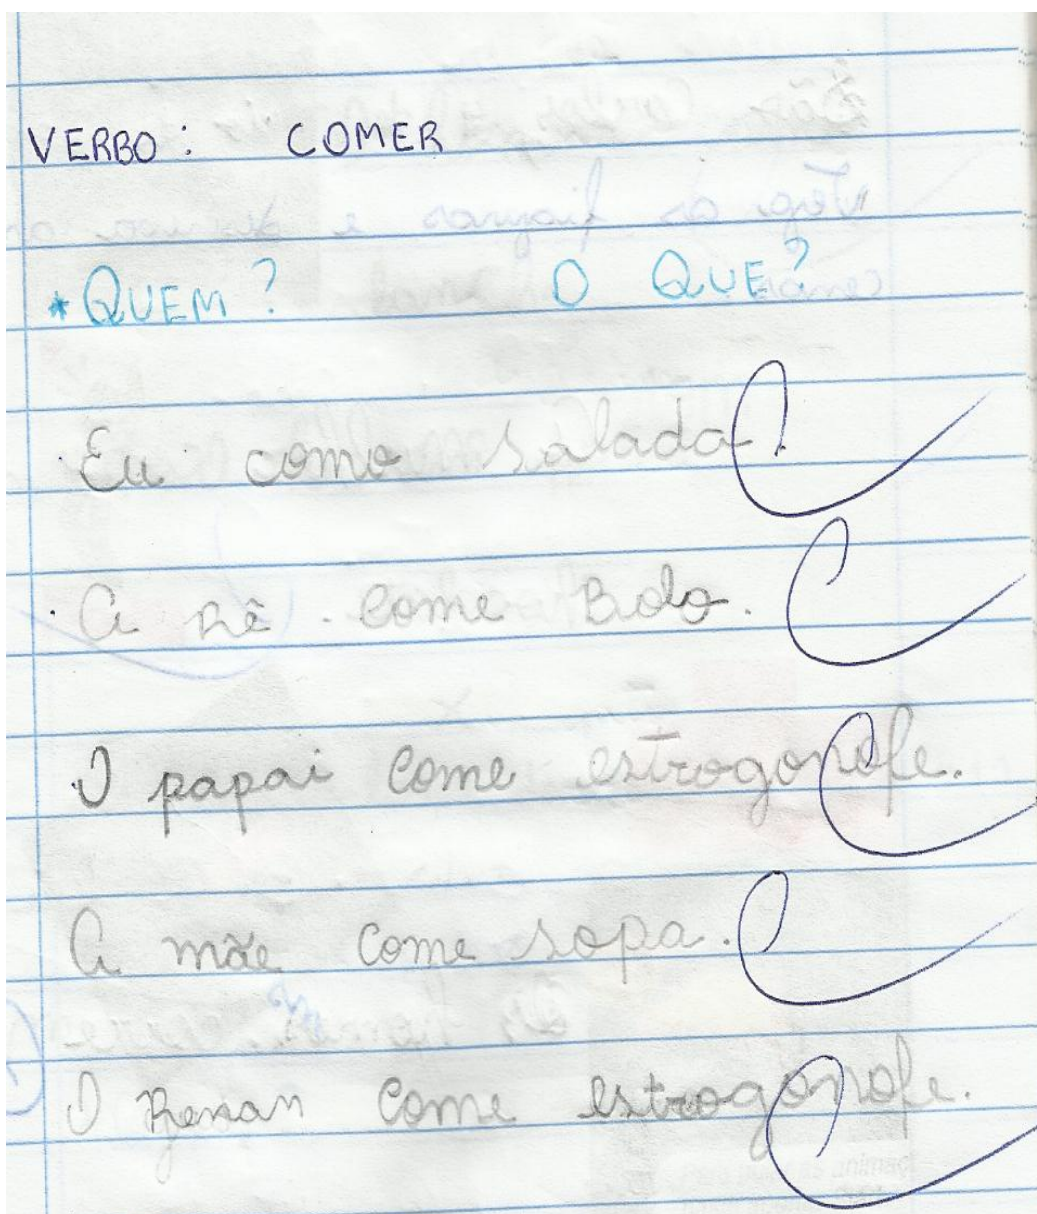 VERBO: COMER
*QUEM? O QUE?
Eu como salada.
A Rê come Bolo.
O papai come estrogonofe.
A mãe come sopa.
O Renan come estrogonofe.